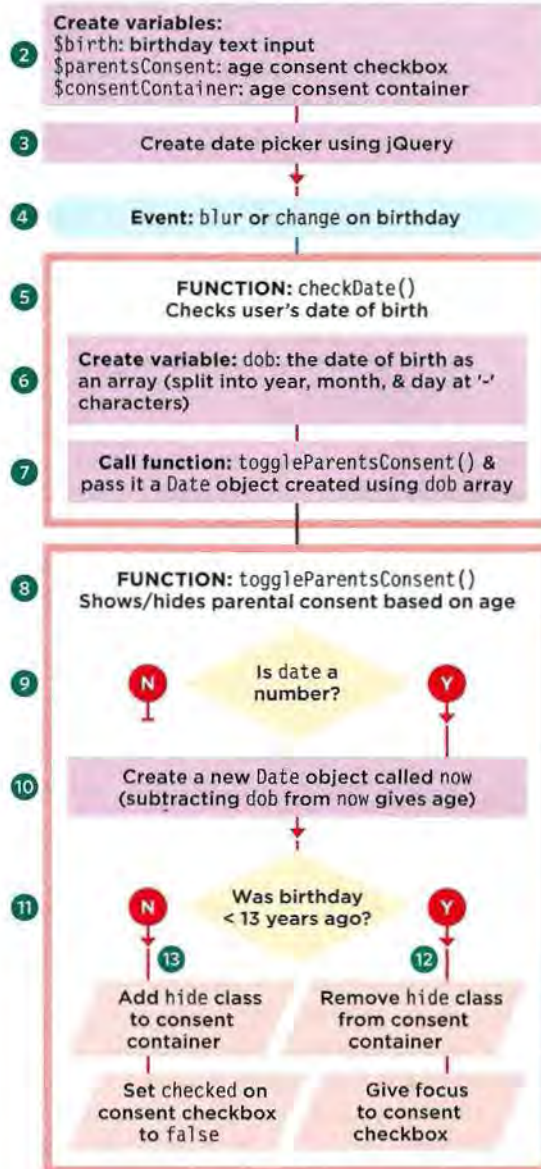 2
Create variables:
$birth: birthday text input
$parentsConsent: age consent checkbox
$consentContainer: age consent container
3
Create date picker using jQuery
4
Event: blur or change on birthday
5
FUNCTION: checkDate()
Checks user's date of birth
6
Create variable: dob: the date of birth as
an array (split into year, month, & day at '-'
characters)
7
Call function: toggleParentsConsent() &
pass it a Date object created using dob array
8
FUNCTION: toggleParentsConsent()
Shows/hides parental consent based on age
9
N
Is date a
number?
Y
10
Create a new Date object called now
(subtracting dob from now gives age)
11
N
Was birthday
< 13 years ago?
Y
13
12
Add hide class
to consent
container
Remove hide class
from consent
container
Set checked on
consent checkbox
to false
Give focus
to consent
checkbox